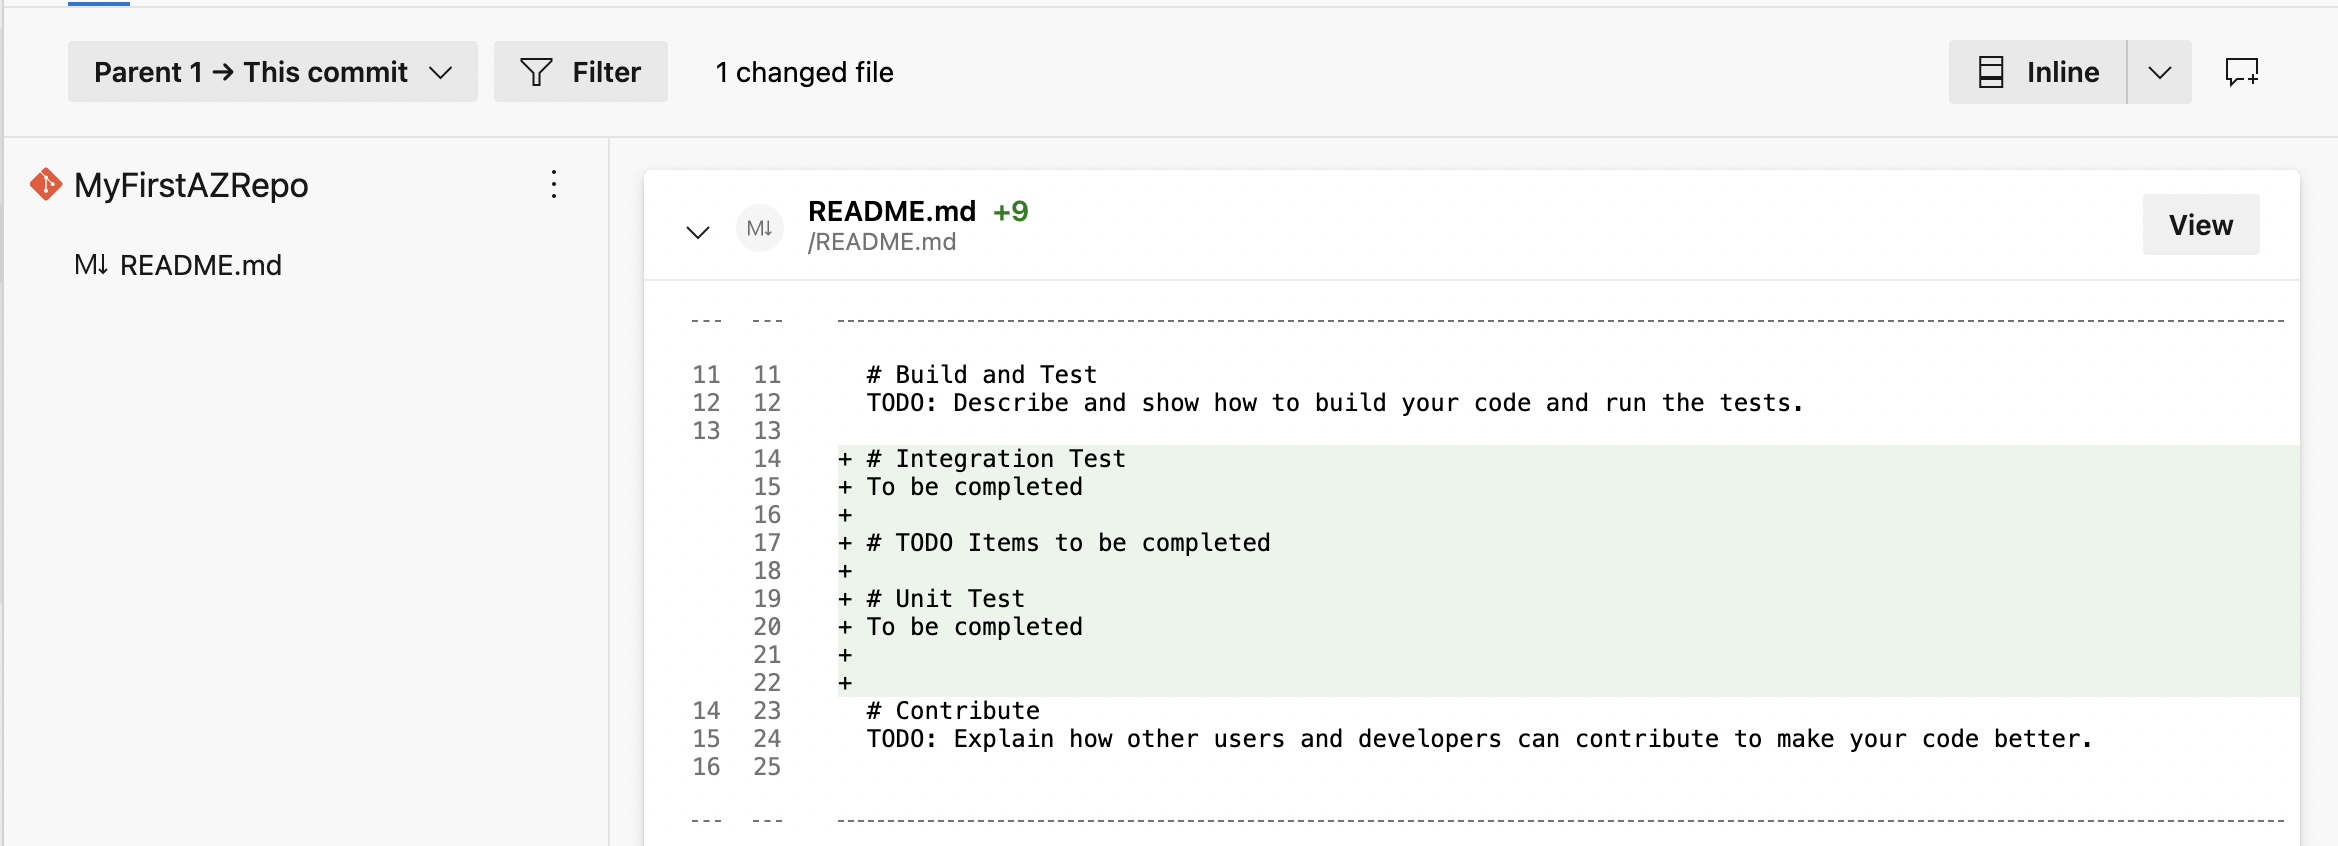 Parent 1 → This commit
Filter
1 changed file
Inline
MyFirstAZRepo
M↓ README.md
M↓
README.md +9
/README.md
View
--- ---
11 11 # Build and Test
12 12 TODO: Describe and show how to build your code and run the tests.
13 13
14 + # Integration Test
15 + To be completed
16 +
17 + # TODO Items to be completed
18 +
19 + # Unit Test
20 + To be completed
21 +
22 +
14 23 # Contribute
15 24 TODO: Explain how other users and developers can contribute to make your code better.
16 25
--- ---